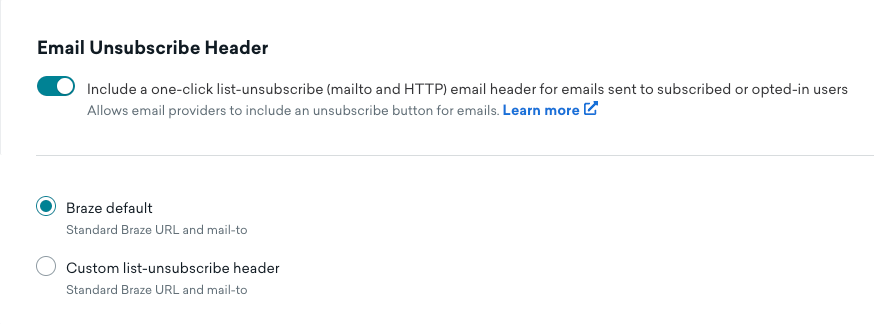 Email Unsubscribe Header
Include a one-click list-unsubscribe (mailto and HTTP) email header for emails sent to subscribed or opted-in users
Allows email providers to include an unsubscribe button for emails. Learn more
Braze default
Standard Braze URL and mail-to
Custom list-unsubscribe header
Standard Braze URL and mail-to